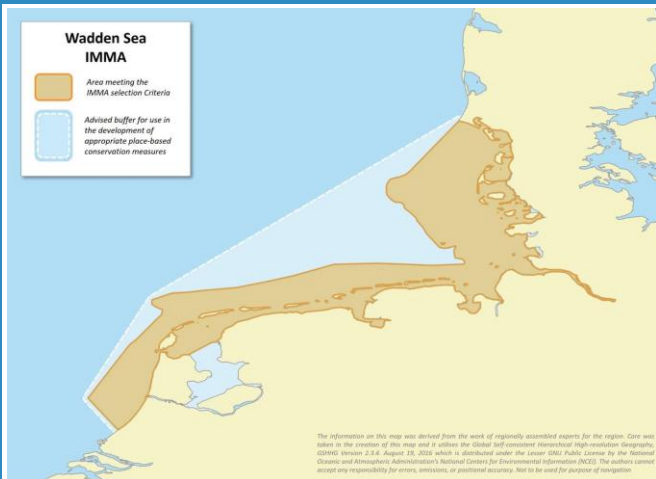 Wadden Sea
IMMA
Area meeting the
IMMA selection Criteria
Advised buffer for use in
the development of
appropriate place-based
conservation measures
The information on this map was derived from the work of regionally assembled experts for the region. Care was
taken in the creation of this map and it utilises the Global Self-consistent Hierarchical High-resolution Geography,
GSHHG Version 2.3.6 August 19, 2016 which is distributed under the Lesser GNU Public License by the National
Oceanic and Atmospheric Administration's National Centers for Environmental Information (NCEI). The authors cannot
accept any responsibility for errors, omissions, or positional accuracy. Not to be used for purpose of navigation